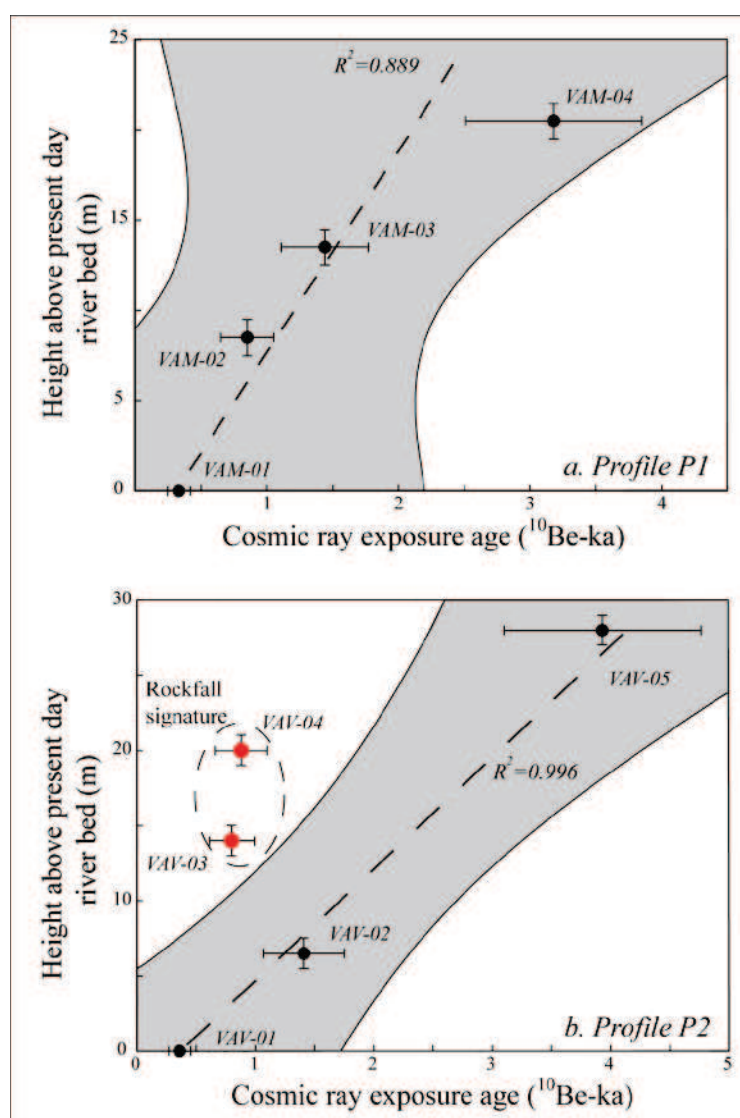 25
R²=0.889
VAM-04
15
VAM-03
VAM-02
5
VAM-01
a. Profile P1
0
1
2
3
4
Height above present day
river bed (m)
Cosmic ray exposure age (¹⁰Be-ka)
30
Rockfall
signature
VAV-04
VAV-05
20
R²=0.996
VAV-03
10
VAV-02
VAV-01
b. Profile P2
0
0
1
2
3
4
5
Height above present day
river bed (m)
Cosmic ray exposure age (¹⁰Be-ka)